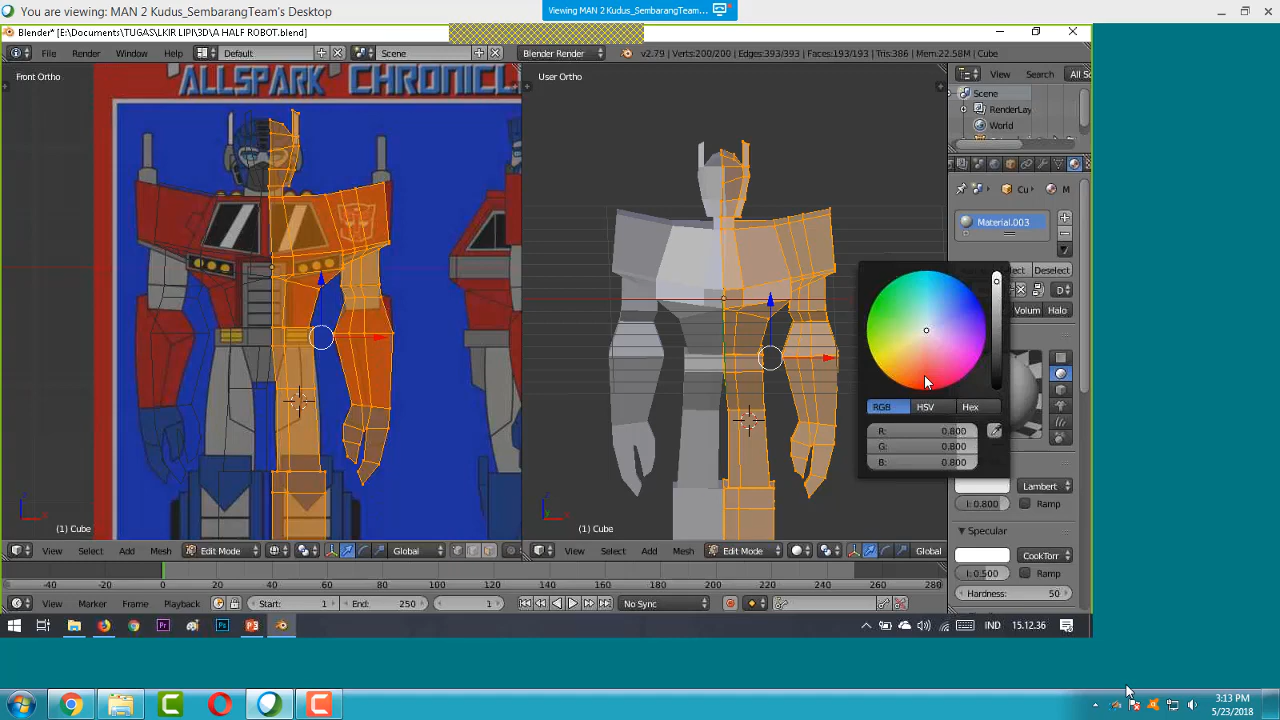 You are viewing: MAN 2 Kudus_SembarangTeam's Desktop
Viewing MAN 2 Kudus_SembarangTeam...
Blender* [E:\Documents\TUGAS\LKIR LIPI\3D\A HALF ROBOT.blend]
File Render Window Help Default Scene Blender Render v2.79 | Verts:200/200 | Edges:393/393 | Faces:193/193 | Tris:386 | Mem:22.58M | Cube
View Search All Sc
Front Ortho
User Ortho
ALLSPARK CHRONICL
Scene
RenderLay
World
Cu M
Material.003
ect Deselect
D
Volum Halo
RGB HSV Hex
R: 0.800
G: 0.800
B: 0.800
Lambert
I: 0.800 Ramp
Specular
CookTorr
I: 0.500 Ramp
Hardness: 50
(1) Cube
(1) Cube
View Select Add Mesh Edit Mode Global
View Select Add Mesh Edit Mode Global
-40 -20 0 20 40 60 80 100 120 140 160 180 200 220 240 260 280
View Marker Frame Playback Start: 1 End: 250 1 No Sync
IND 15.12.36
3:13 PM
5/23/2018